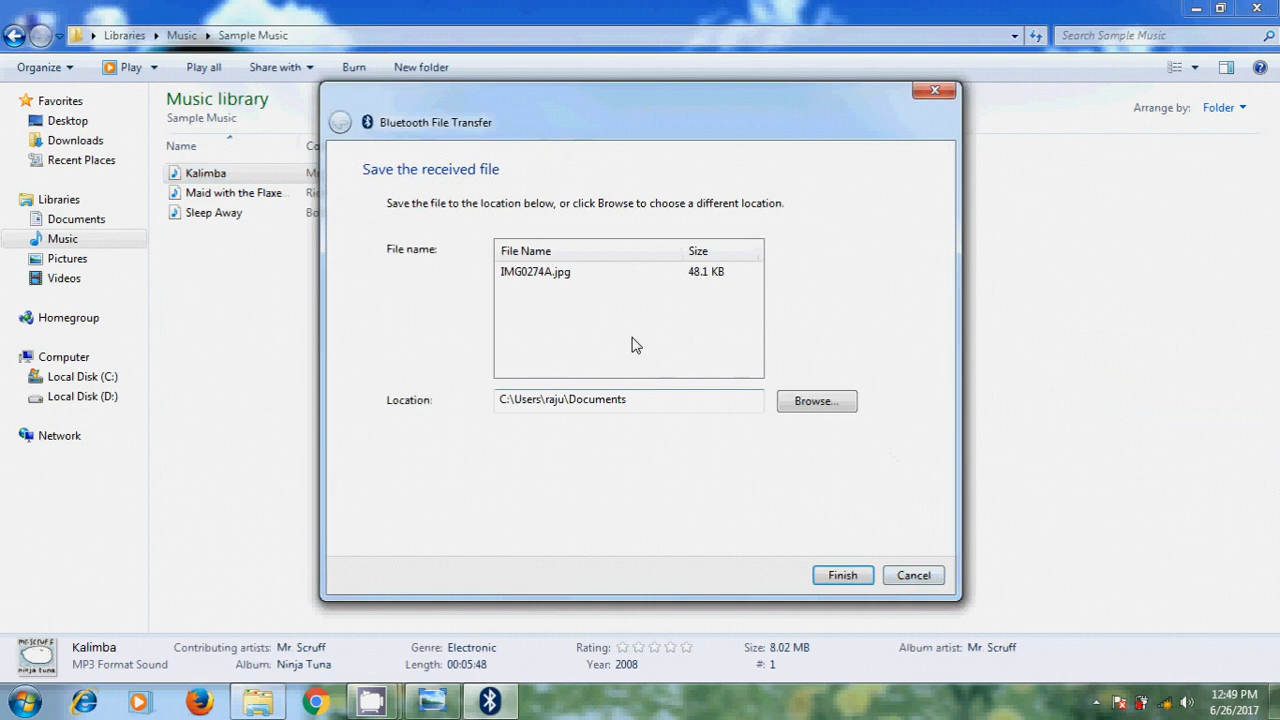 Libraries Music Sample Music Search Sample Music
Organize Play Play all Share with Burn New folder
Favorites
Desktop
Downloads
Recent Places
Libraries
Documents
Music
Pictures
Videos
Homegroup
Computer
Local Disk (C:)
Local Disk (D:)
Network
Music library
Sample Music
Arrange by: Folder
Name Co
Kalimba
Maid with the Flaxe...
Sleep Away
Bluetooth File Transfer
Save the received file
Save the file to the location below, or click Browse to choose a different location.
File name:
File Name Size
IMG0274A.jpg 48.1 KB
Location: C:\Users\raju\Documents Browse...
Finish Cancel
Kalimba Contributing artists: Mr. Scruff Genre: Electronic Rating: Size: 8.02 MB Album artist: Mr. Scruff
MP3 Format Sound Album: Ninja Tuna Length: 00:05:48 Year: 2008 #: 1
mr.scruff
ninja tuna
12:49 PM
6/26/2017